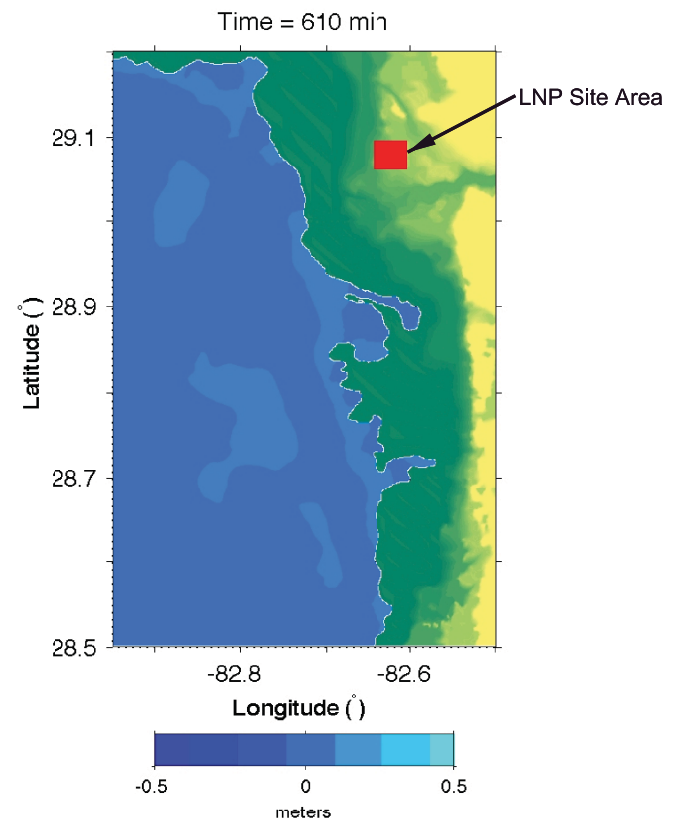 Time = 610 min
LNP Site Area
29.1
28.9
28.7
28.5
Latitude (°)
-82.8
-82.6
Longitude (°)
-0.5
0
0.5
meters